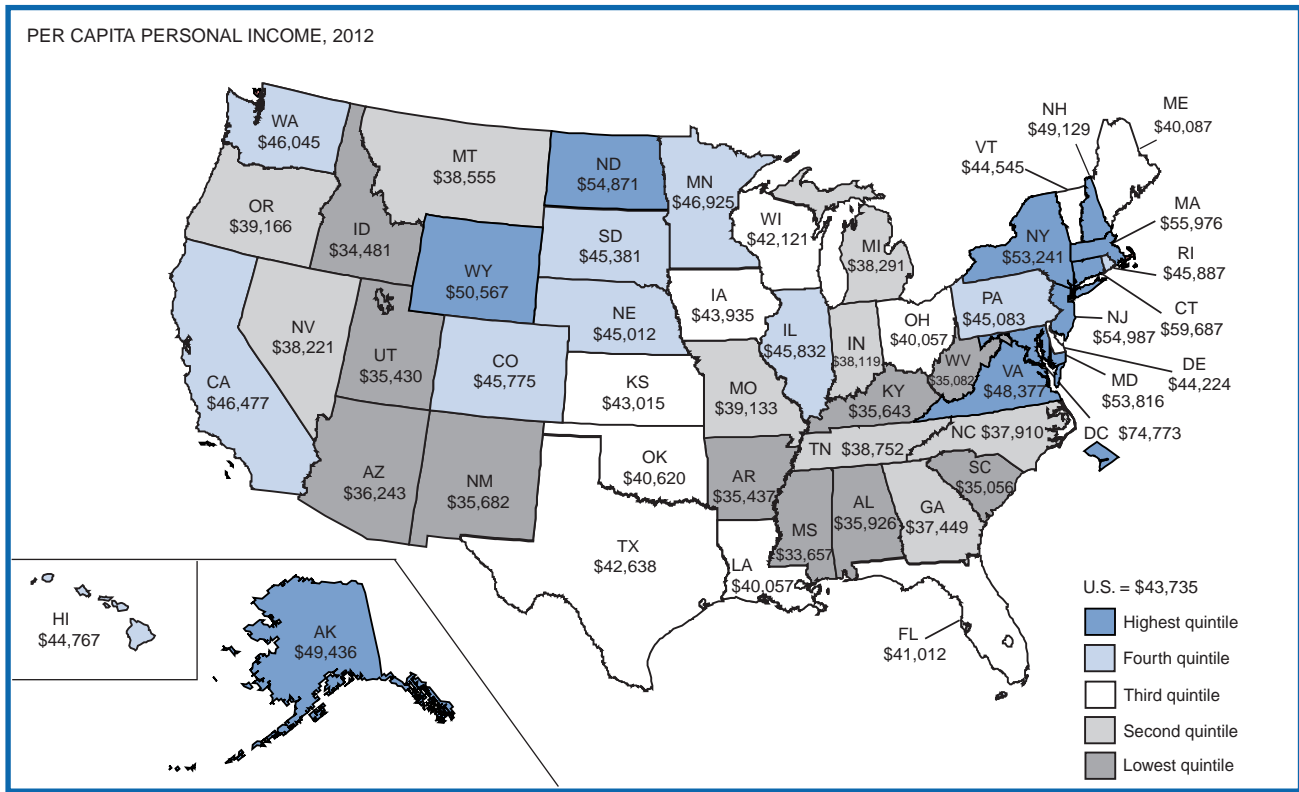 PER CAPITA PERSONAL INCOME, 2012
WA
$46,045
OR
$39,166
CA
$46,477
NV
$38,221
ID
$34,481
MT
$38,555
WY
$50,567
UT
$35,430
CO
$45,775
AZ
$36,243
NM
$35,682
ND
$54,871
SD
$45,381
NE
$45,012
KS
$43,015
OK
$40,620
TX
$42,638
MN
$46,925
IA
$43,935
MO
$39,133
AR
$35,437
LA
$40,057
WI
$42,121
IL
$45,832
MI
$38,291
IN
$38,119
OH
$40,057
KY
$35,643
TN $38,752
MS
$33,657
AL
$35,926
GA
$37,449
FL
$41,012
SC
$35,056
NC $37,910
WV
$35,082
VA
$48,377
PA
$45,083
NY
$53,241
VT
$44,545
NH
$49,129
ME
$40,087
MA
$55,976
RI
$45,887
CT
$59,687
NJ
$54,987
DE
$44,224
MD
$53,816
DC $74,773
HI
$44,767
AK
$49,436
U.S. = $43,735
Highest quintile
Fourth quintile
Third quintile
Second quintile
Lowest quintile